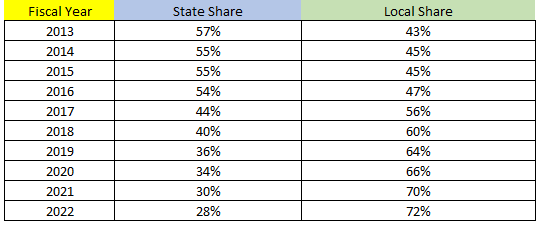 Fiscal Year State Share Local Share
2013 57% 43%
2014 55% 45%
2015 55% 45%
2016 54% 47%
2017 44% 56%
2018 40% 60%
2019 36% 64%
2020 34% 66%
2021 30% 70%
2022 28% 72%